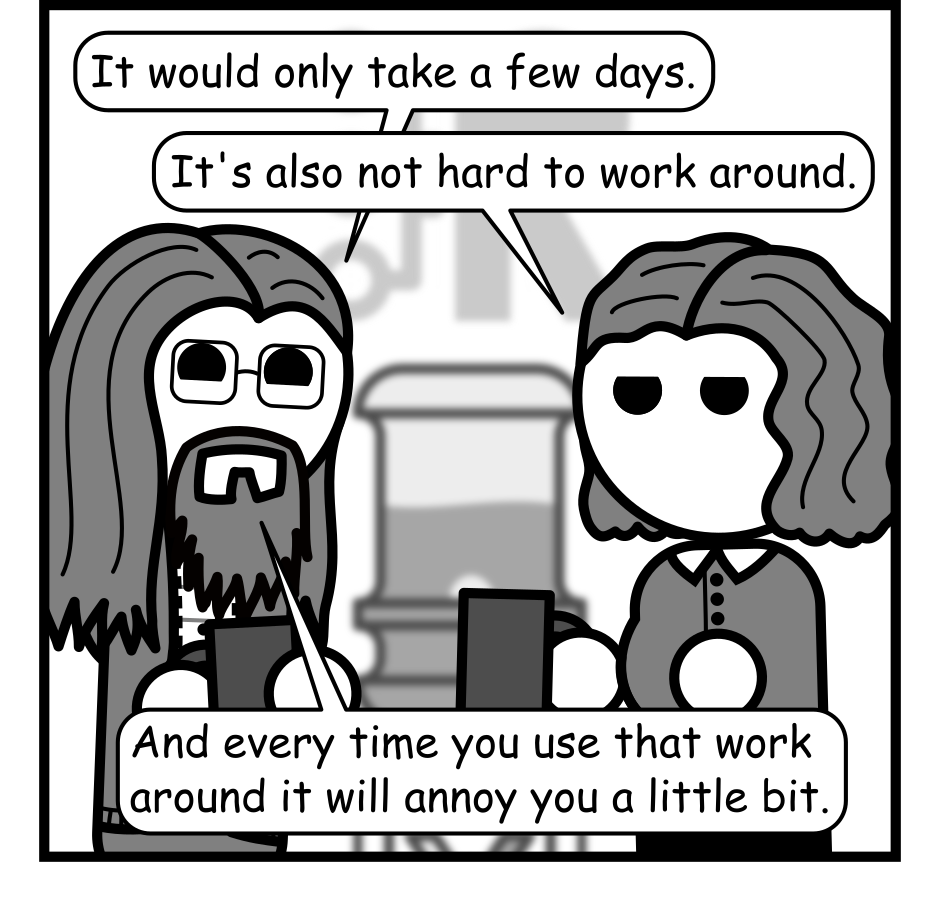 It would only take a few days.
It's also not hard to work around.
And every time you use that work
around it will annoy you a little bit.